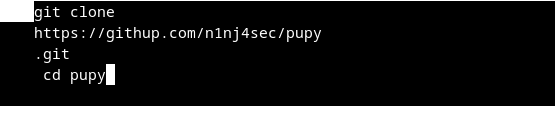 git clone
https://githup.com/n1nj4sec/pupy
.git
cd pupy